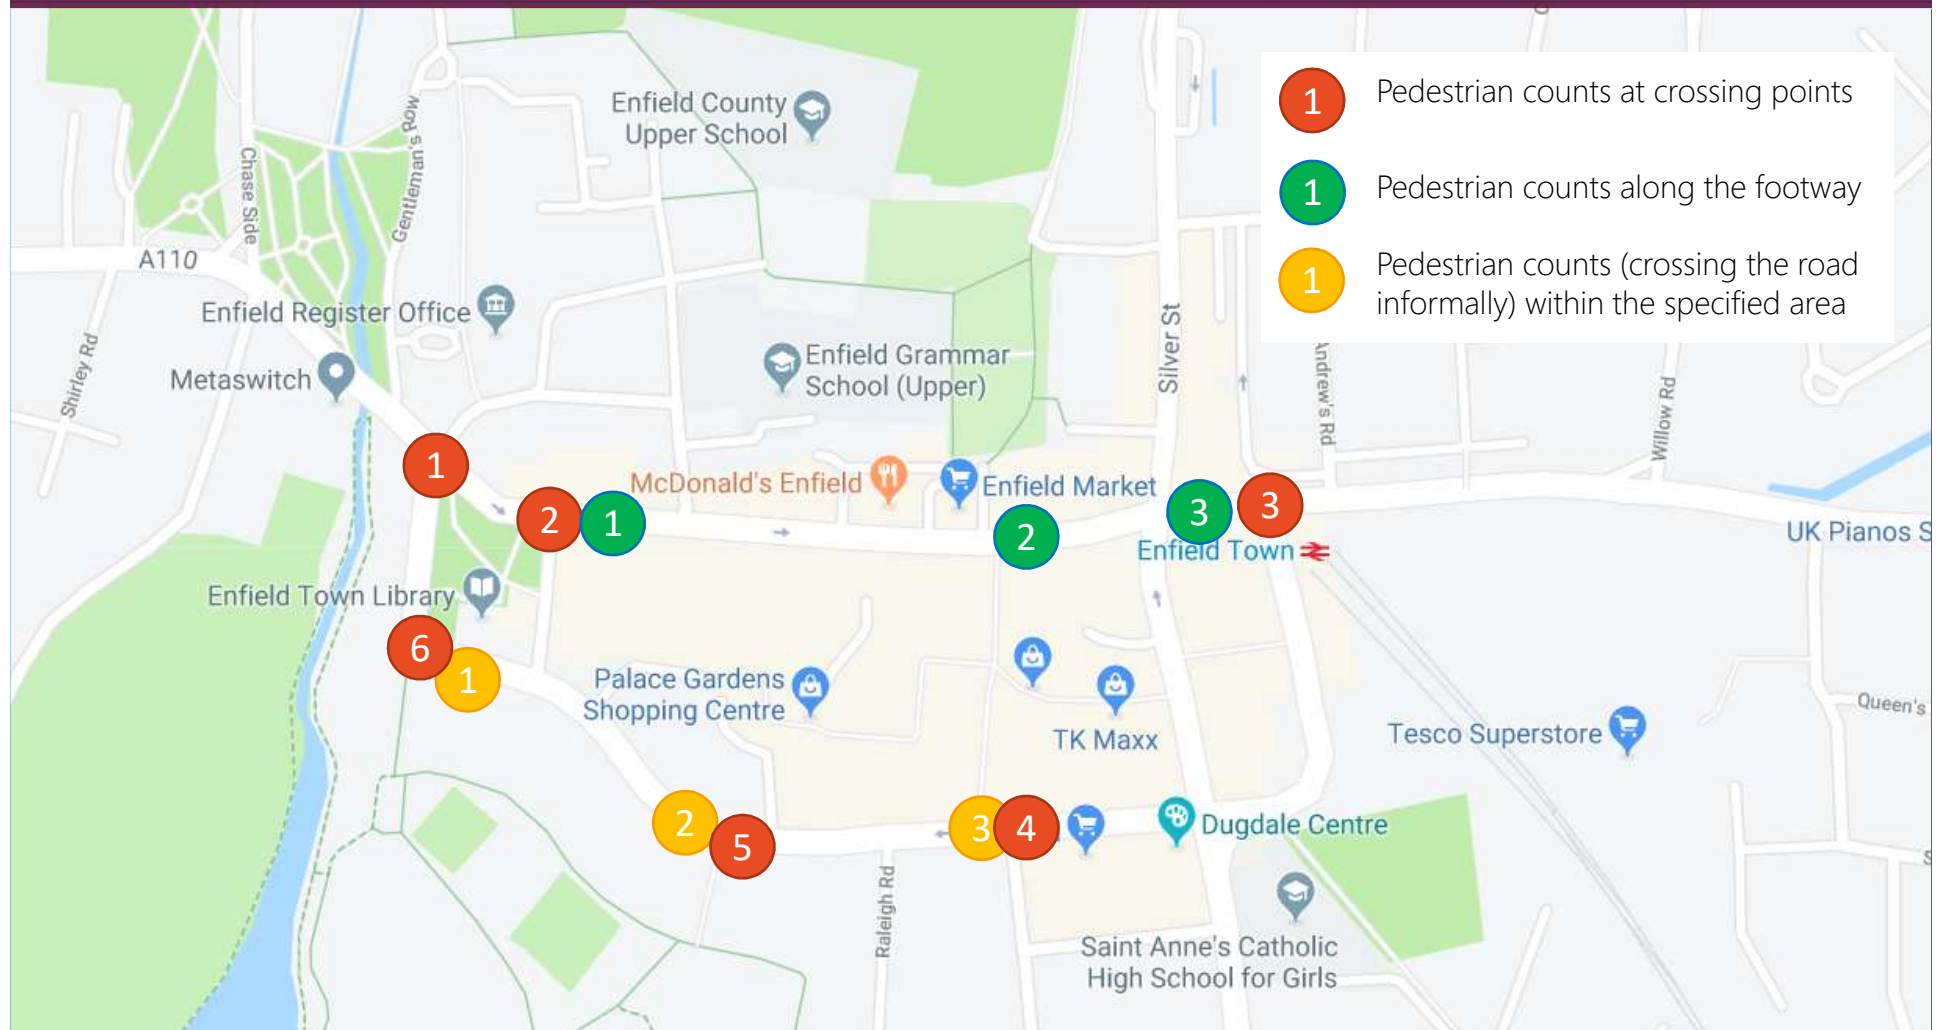 1
Pedestrian counts at crossing points
1
Pedestrian counts along the footway
1
Pedestrian counts (crossing the road
informally) within the specified area
Enfield County
Upper School
Chase Side
Gentleman's Row
A110
Enfield Register Office
Silver St
Shirley Rd
Metaswitch
Enfield Grammar
School (Upper)
Andrew's Rd
Willow Rd
1
McDonald's Enfield
Enfield Market
2
1
2
3
3
Enfield Town
UK Pianos S
Enfield Town Library
6
1
Palace Gardens
Shopping Centre
TK Maxx
Tesco Superstore
Queen's
2
5
3
4
Dugdale Centre
Raleigh Rd
Saint Anne's Catholic
High School for Girls